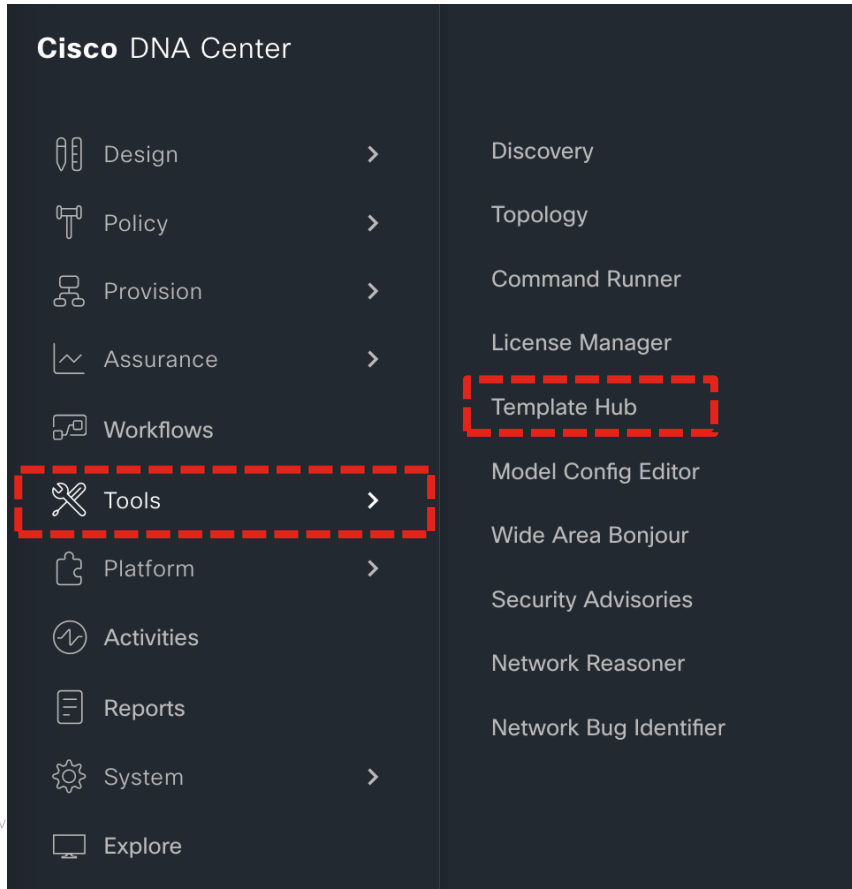 Cisco DNA Center
Design
Policy
Provision
Assurance
Workflows
Tools
Platform
Activities
Reports
System
Explore
Discovery
Topology
Command Runner
License Manager
Template Hub
Model Config Editor
Wide Area Bonjour
Security Advisories
Network Reasoner
Network Bug Identifier